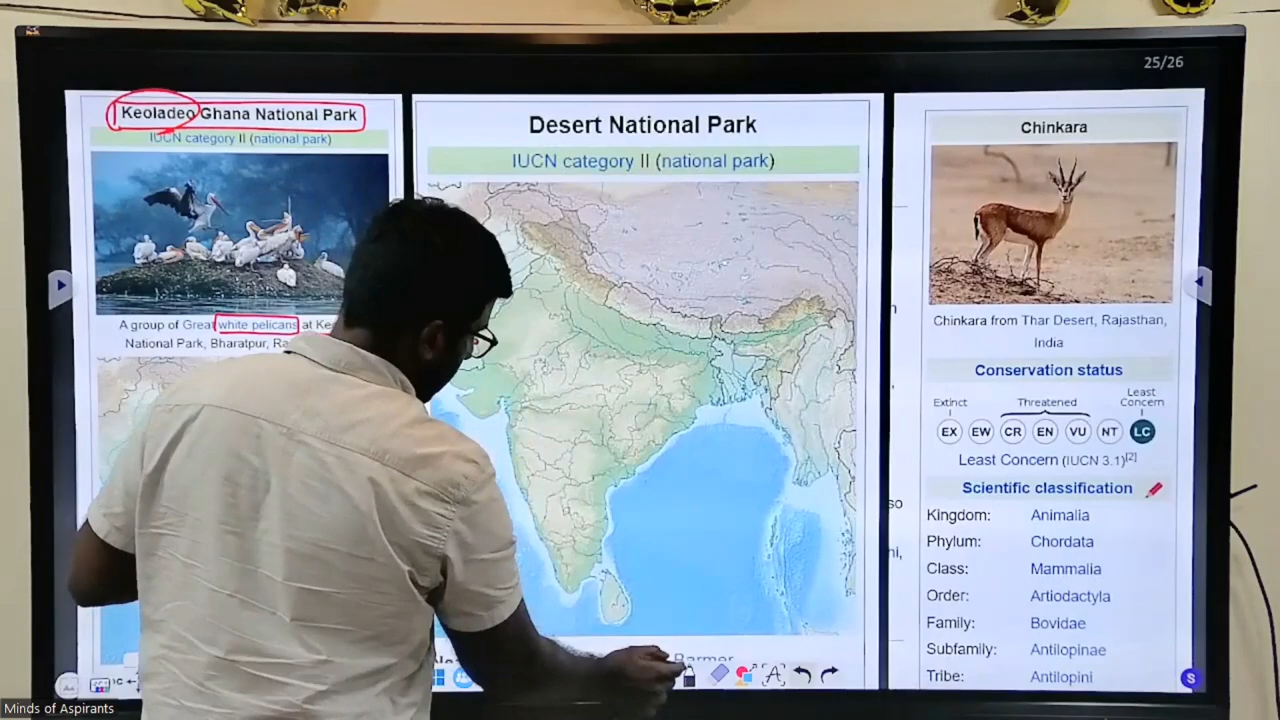 25/26
Keoladeo Ghana National Park
IUCN category II (national park)
A group of Great white pelicans at
National Park, Bharatpur,
Desert National Park
IUCN category II (national park)
Barmer
Chinkara
Chinkara from Thar Desert, Rajasthan,
India
Conservation status
Extinct
Threatened
Least
Concern
EX EW CR EN VU NT LC
Least Concern (IUCN 3.1)[2]
Scientific classification
Kingdom: Animalia
Phylum: Chordata
Class: Mammalia
Order: Artiodactyla
Family: Bovidae
Subfamily: Antilopinae
Tribe: Antilopini
A
S
Minds of Aspirants